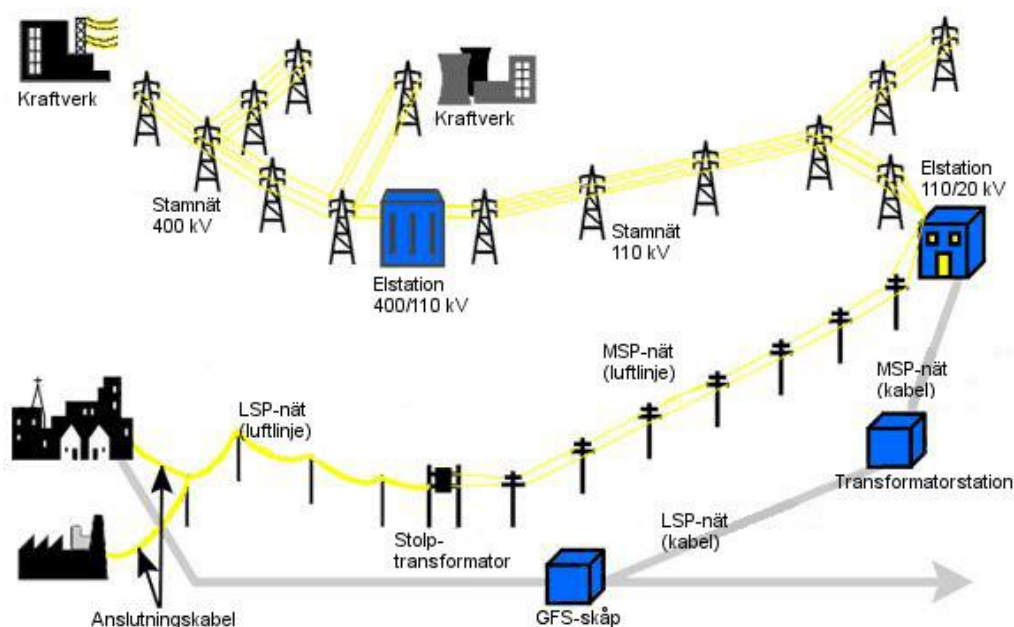 Kraftverk
Kraftverk
Stamnät
400 kV
Elstation
400/110 kV
Stamnät
110 kV
Elstation
110/20 kV
MSP-nät
(luftlinje)
MSP-nät
(kabel)
LSP-nät
(luftlinje)
Transformatorstation
Stolp-
transformator
LSP-nät
(kabel)
Anslutningskabel
GFS-skåp